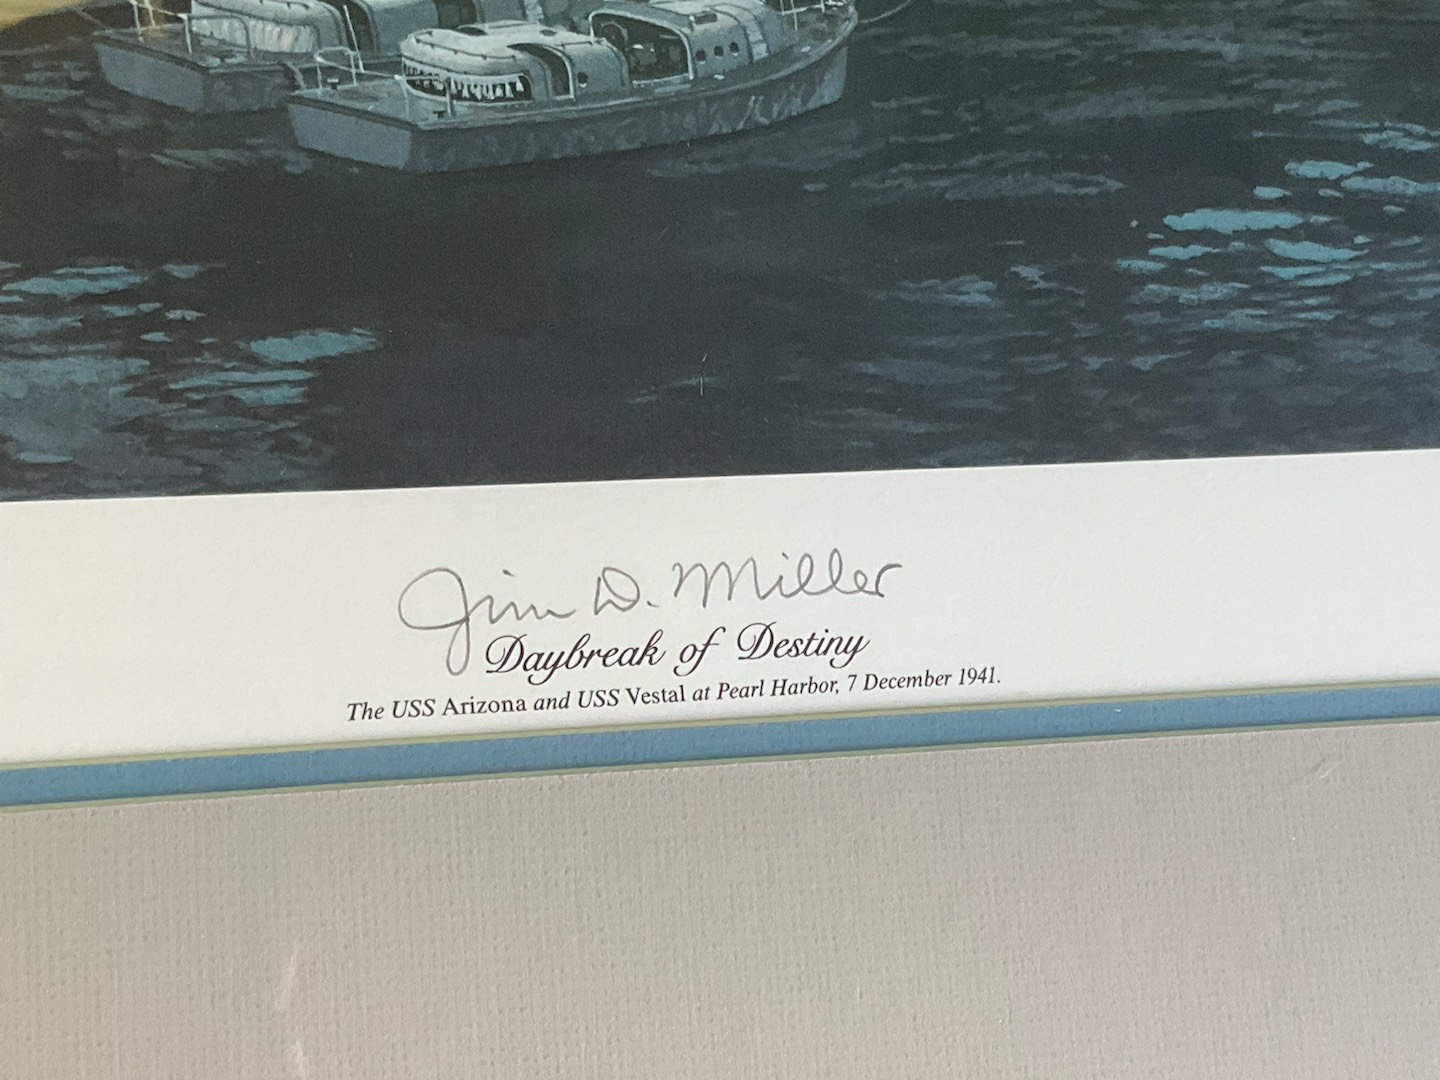 Jim D. Miller
Daybreak of Destiny
The USS Arizona and USS Vestal at Pearl Harbor, 7 December 1941.